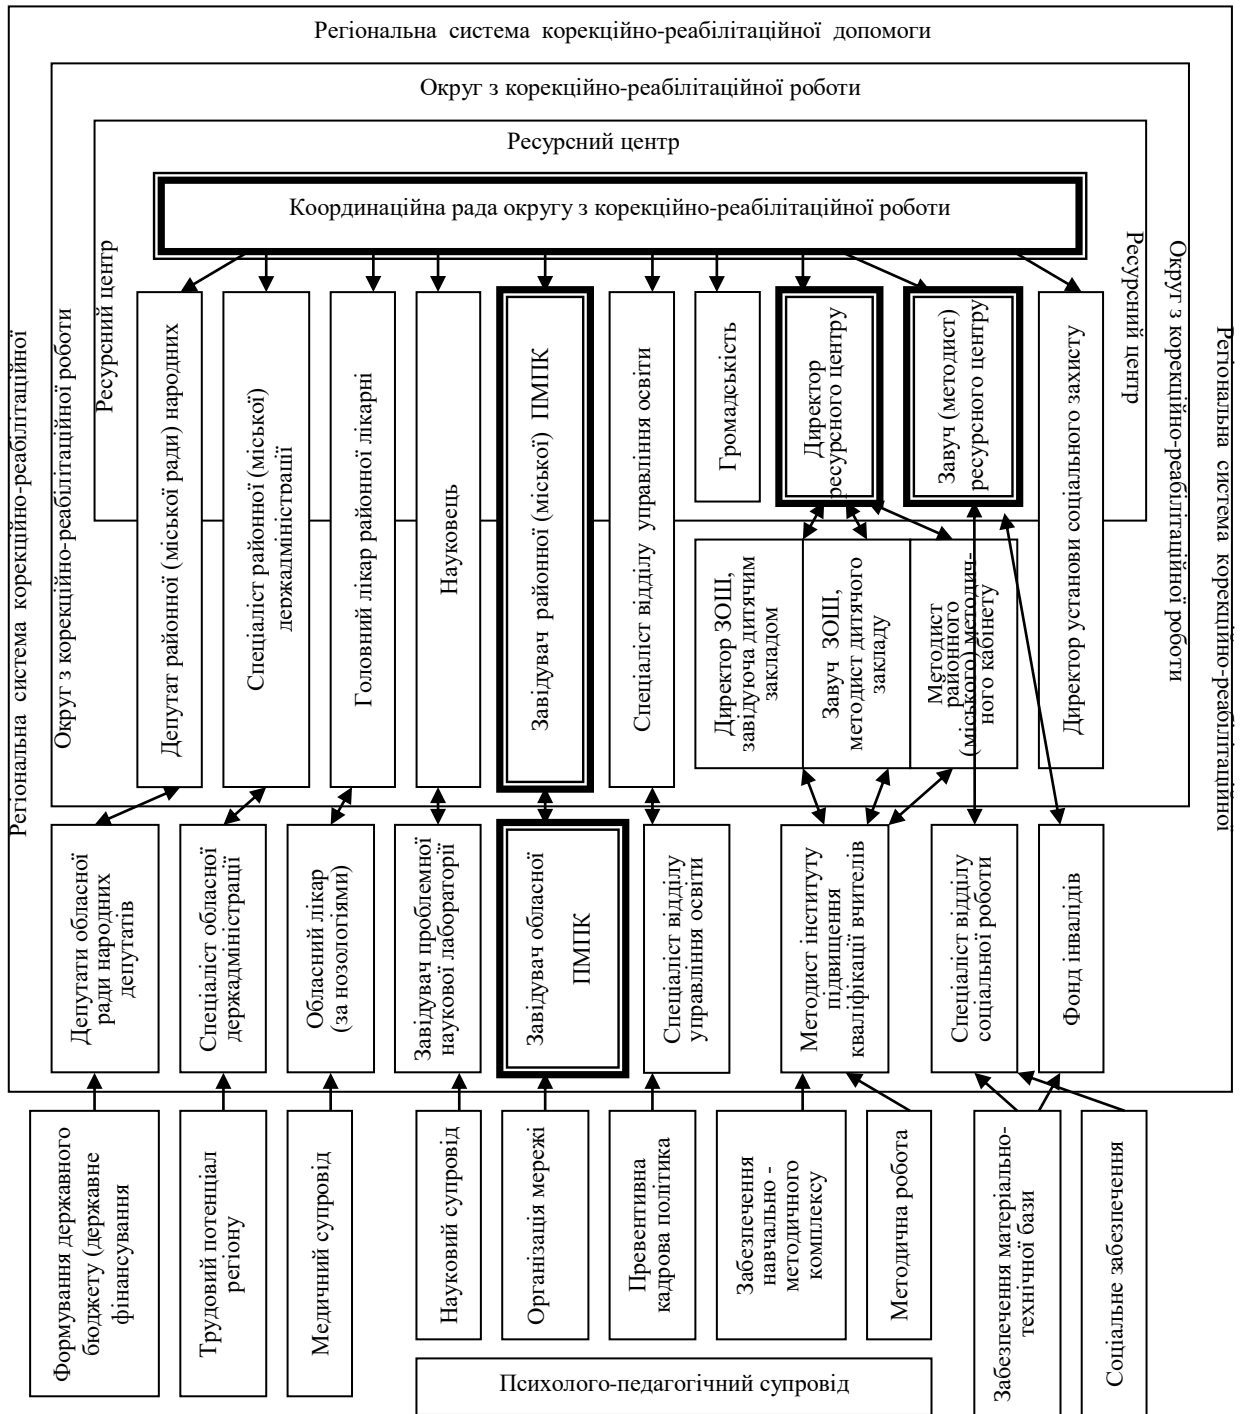 Регіональна система корекційно-реабілітаційної допомоги
Округ з корекційно-реабілітаційної роботи
Ресурсний центр
Координаційна рада округу з корекційно-реабілітаційної роботи
Регіональна система корекційно-реабілітаційної
Округ з корекційно-реабілітаційної роботи
Ресурсний центр
Ресурсний центр
Округ з корекційно-реабілітаційної роботи
Регіональна система корекційно-реабілітаційної
Депутат районної (міської ради) народних
Спеціаліст районної (міської)
держадміністрації
Головний лікар районної лікарні
Науковець
Завідувач районної (міської) ПМПК
Спеціаліст відділу управління освіти
Громадськість
Директор
ресурсного центру
Завуч (методист)
ресурсного центру
Директор установи соціального захисту
Директор ЗОШ,
завідуюча дитячим
закладом
Завуч ЗОШ,
методист дитячого
закладу
Методист
районного
(міського) методич-
ного кабінету
Депутати обласної
ради народних
депутатів
Спеціаліст обласної
держадміністрації
Обласний лікар
(за нозологіями)
Завідувач проблемної
наукової лабораторії
Завідувач обласної
ПМПК
Спеціаліст відділу
управління освіти
Методист інституту
підвищення
кваліфікації вчителів
Спеціаліст відділу
соціальної роботи
Фонд інвалідів
Формування державного
бюджету (державне
фінансування
Трудовий потенціал
регіону
Медичний супровід
Науковий супровід
Організація мережі
Превентивна
кадрова політика
Забезпечення
навчально -
методичного
комплексу
Методична робота
Забезпечення матеріально-
технічної бази
Соціальне забезпечення
Психолого-педагогічний супровід